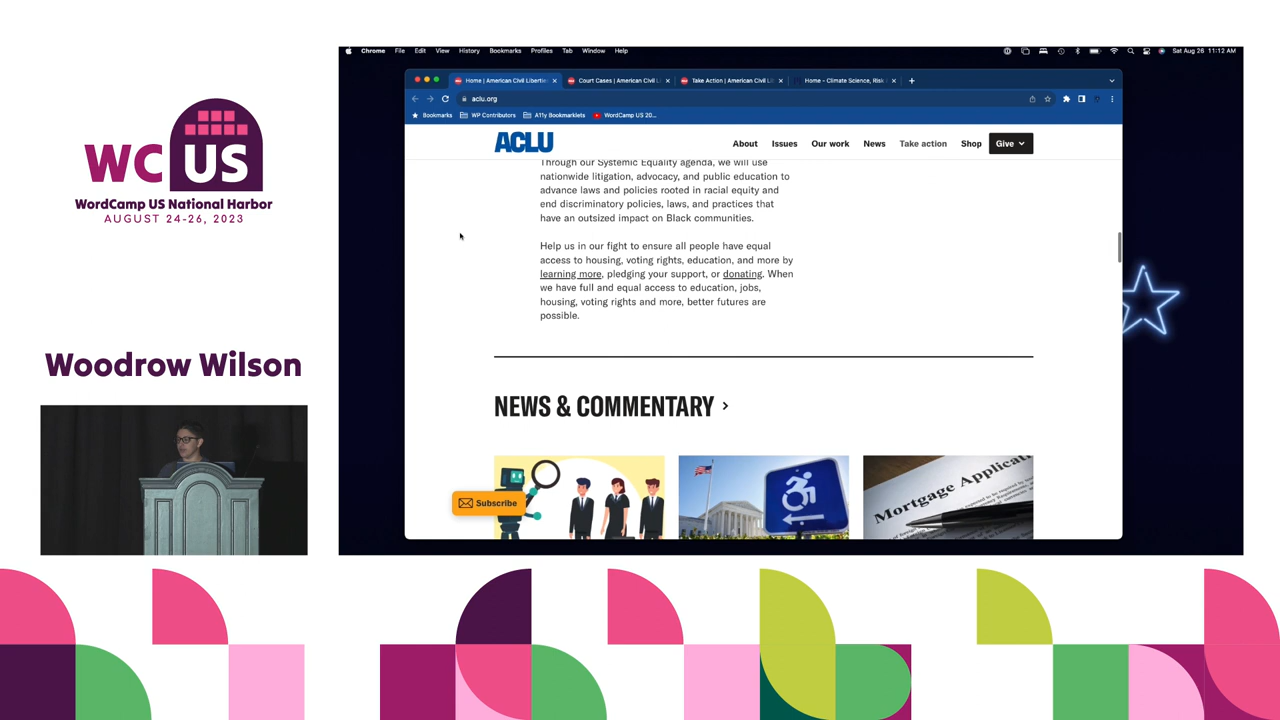 WC US
WordCamp US National Harbor
AUGUST 24-26, 2023
Woodrow Wilson
Chrome File Edit View History Bookmarks Profiles Tab Window Help
Sat Aug 26 11:12 AM
Home | American Civil Liberties
Court Cases | American Civil Li
Take Action | American Civil Lib
Home - Climate Science, Risk
aclu.org
Bookmarks WP Contributors A11y Bookmarklets WordCamp US 20...
ACLU
About Issues Our work News Take action Shop Give
Through our Systemic Equality agenda, we will use
nationwide litigation, advocacy, and public education to
advance laws and policies rooted in racial equity and
end discriminatory policies, laws, and practices that
have an outsized impact on Black communities.
Help us in our fight to ensure all people have equal
access to housing, voting rights, education, and more by
learning more, pledging your support, or donating. When
we have full and equal access to education, jobs,
housing, voting rights and more, better futures are
possible.
NEWS & COMMENTARY
Mortgage Applic
Subscribe